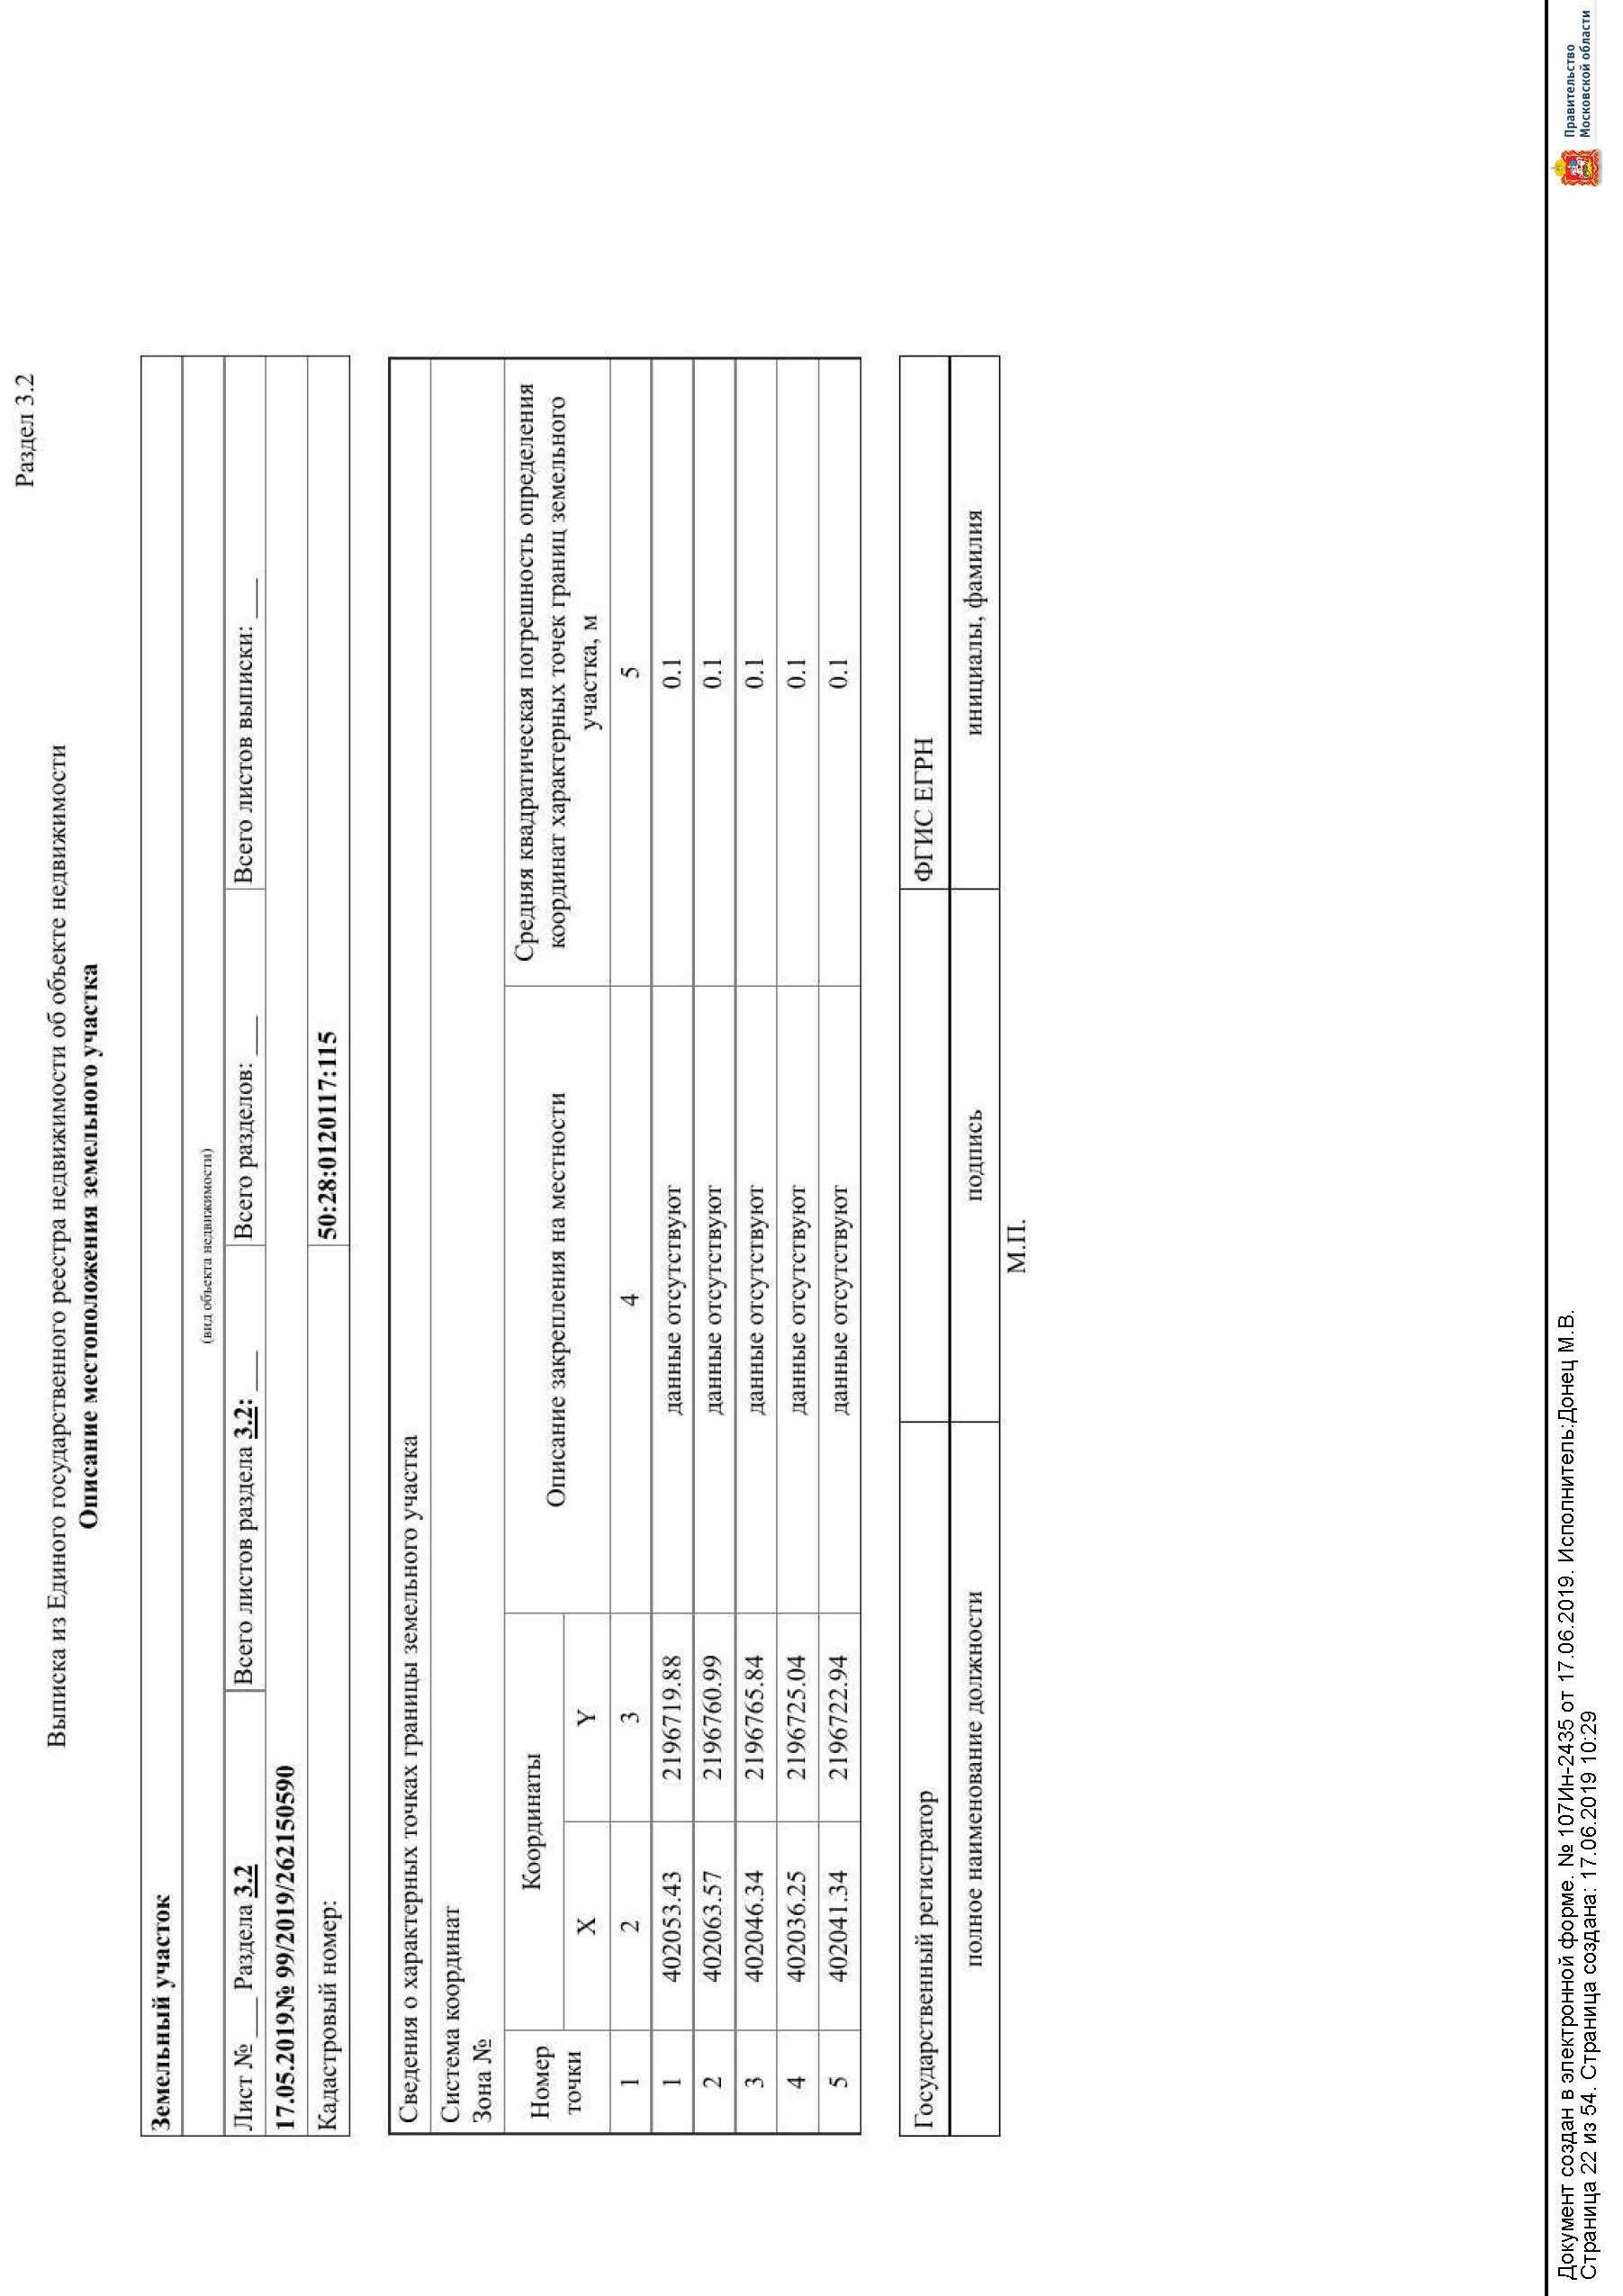 Раздел 3.2
Выписка из Единого государственного реестра недвижимости об объекте недвижимости
Описание местоположения земельного участка
Земельный участок
(вид объекта недвижимости)
Лист № ___ Раздела 3.2 Всего листов раздела 3.2: ___ Всего разделов: ___ Всего листов выписки: ___
17.05.2019№ 99/2019/262150590
Кадастровый номер: 50:28:0120117:115
Сведения о характерных точках границы земельного участка
Система координат
Зона №
Номер точки Координаты Описание закрепления на местности Средняя квадратическая погрешность определения
координат характерных точек границ земельного
участка, м
X Y
1 2 3 4 5
1 402053.43 2196719.88 данные отсутствуют 0.1
2 402063.57 2196760.99 данные отсутствуют 0.1
3 402046.34 2196765.84 данные отсутствуют 0.1
4 402036.25 2196725.04 данные отсутствуют 0.1
5 402041.34 2196722.94 данные отсутствуют 0.1
Государственный регистратор ФГИС ЕГРН
полное наименование должности подпись инициалы, фамилия
М.П.
Документ создан в электронной форме. № 107Ин-2435 от 17.06.2019. Исполнитель:Донец М.В.
Страница 22 из 54. Страница создана: 17.06.2019 10:29
Правительство
Московской области